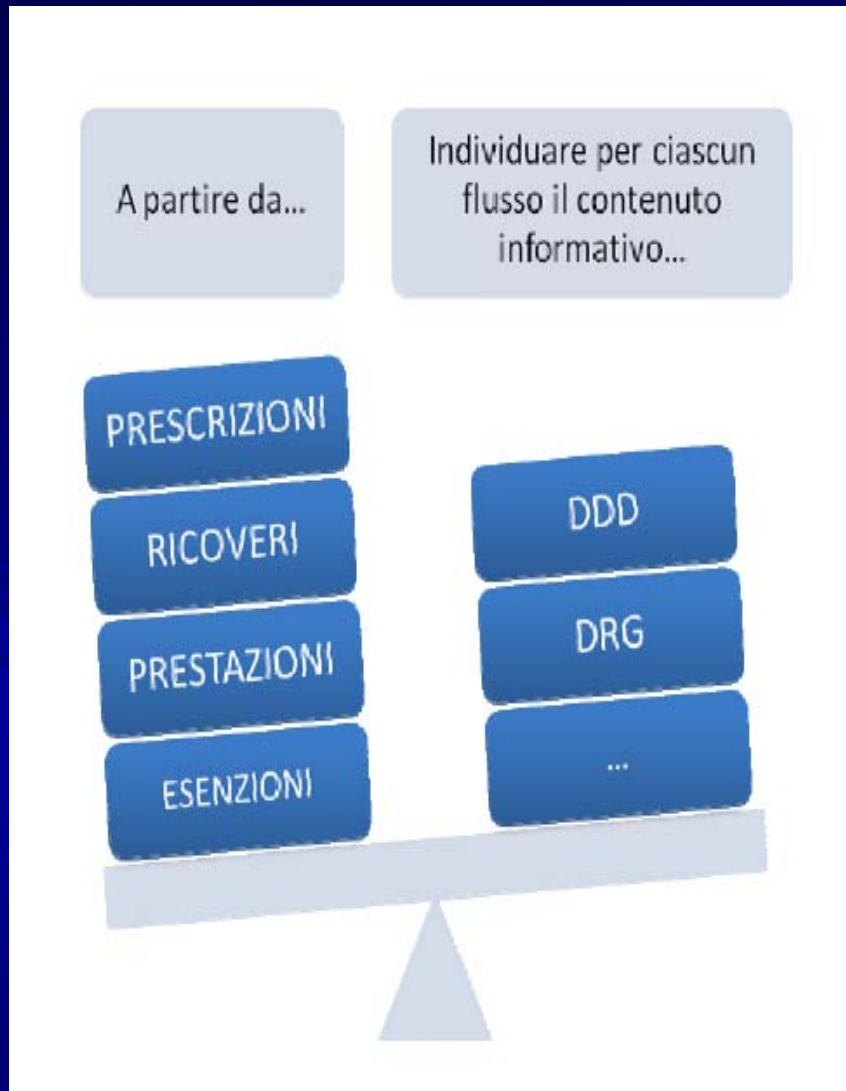 A partire da...
Individuare per ciascun
flusso il contenuto
informativo...
PRESCRIZIONI
RICOVERI
PRESTAZIONI
ESENZIONI
DDD
DRG
...